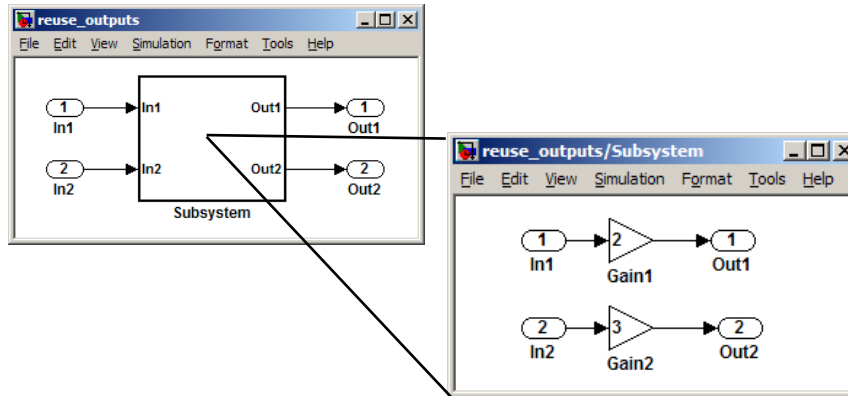 reuse_outputs
File Edit View Simulation Format Tools Help
1
In1
2
In2
In1
In2
Out1
Out2
Subsystem
1
Out1
2
Out2
reuse_outputs/Subsystem
File Edit View Simulation Format Tools Help
1
In1
2
Gain1
1
Out1
2
In2
3
Gain2
2
Out2